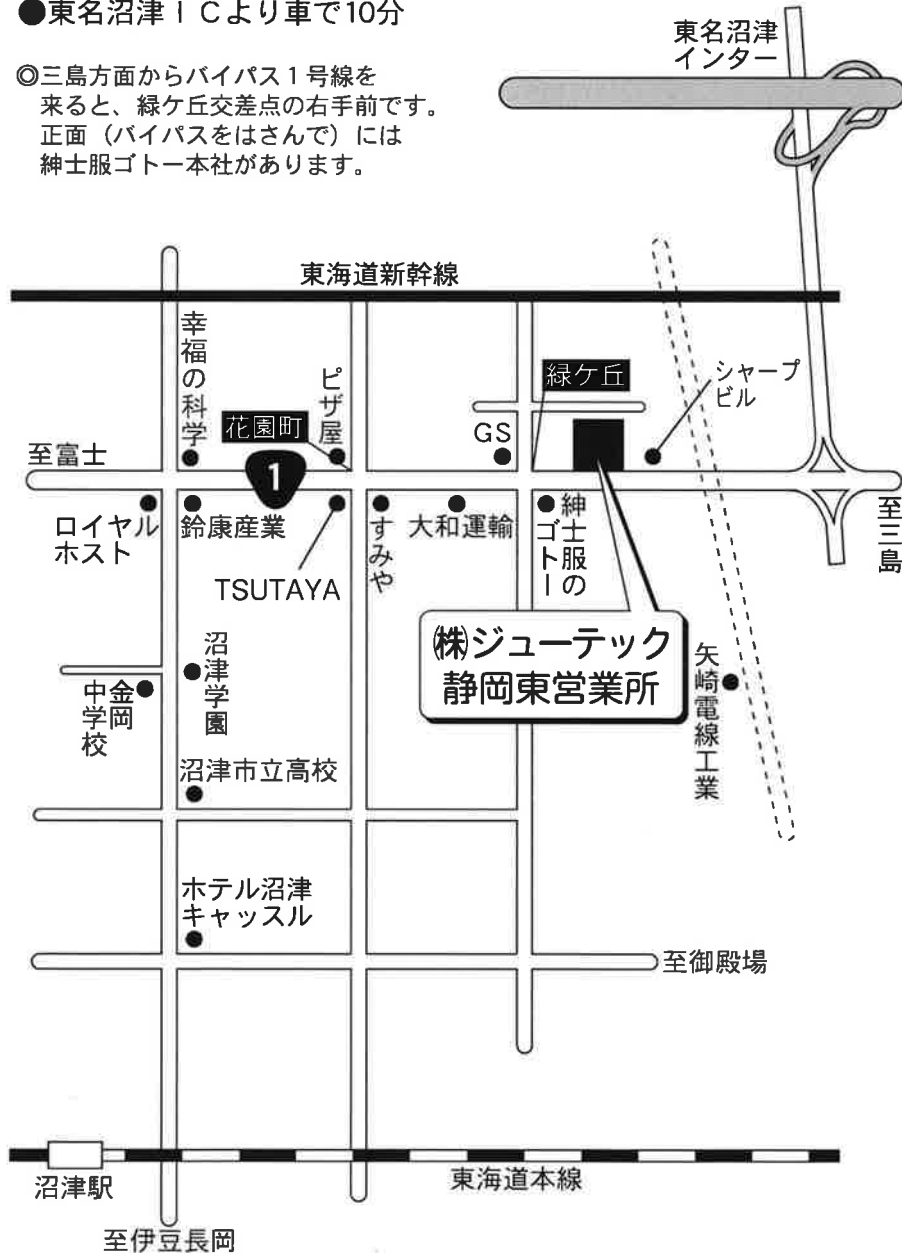 ●東名沼津ＩＣより車で10分
◎三島方面からバイパス１号線を
来ると、緑ケ丘交差点の右手前です。
正面（バイパスをはさんで）には
紳士服ゴトー本社があります。
東名沼津
インター
東海道新幹線
幸福の科学
ピザ屋
花園町
緑ケ丘
シャープ
ビル
GS
至富士
1
至三島
ロイヤル
ホスト
鈴康産業
TSUTAYA
すみや
大和運輸
紳士服の
ゴトー
㈱ジューテック
静岡東営業所
矢崎電線工業
沼津学園
金岡
中学校
沼津市立高校
ホテル沼津
キャッスル
至御殿場
沼津駅
東海道本線
至伊豆長岡